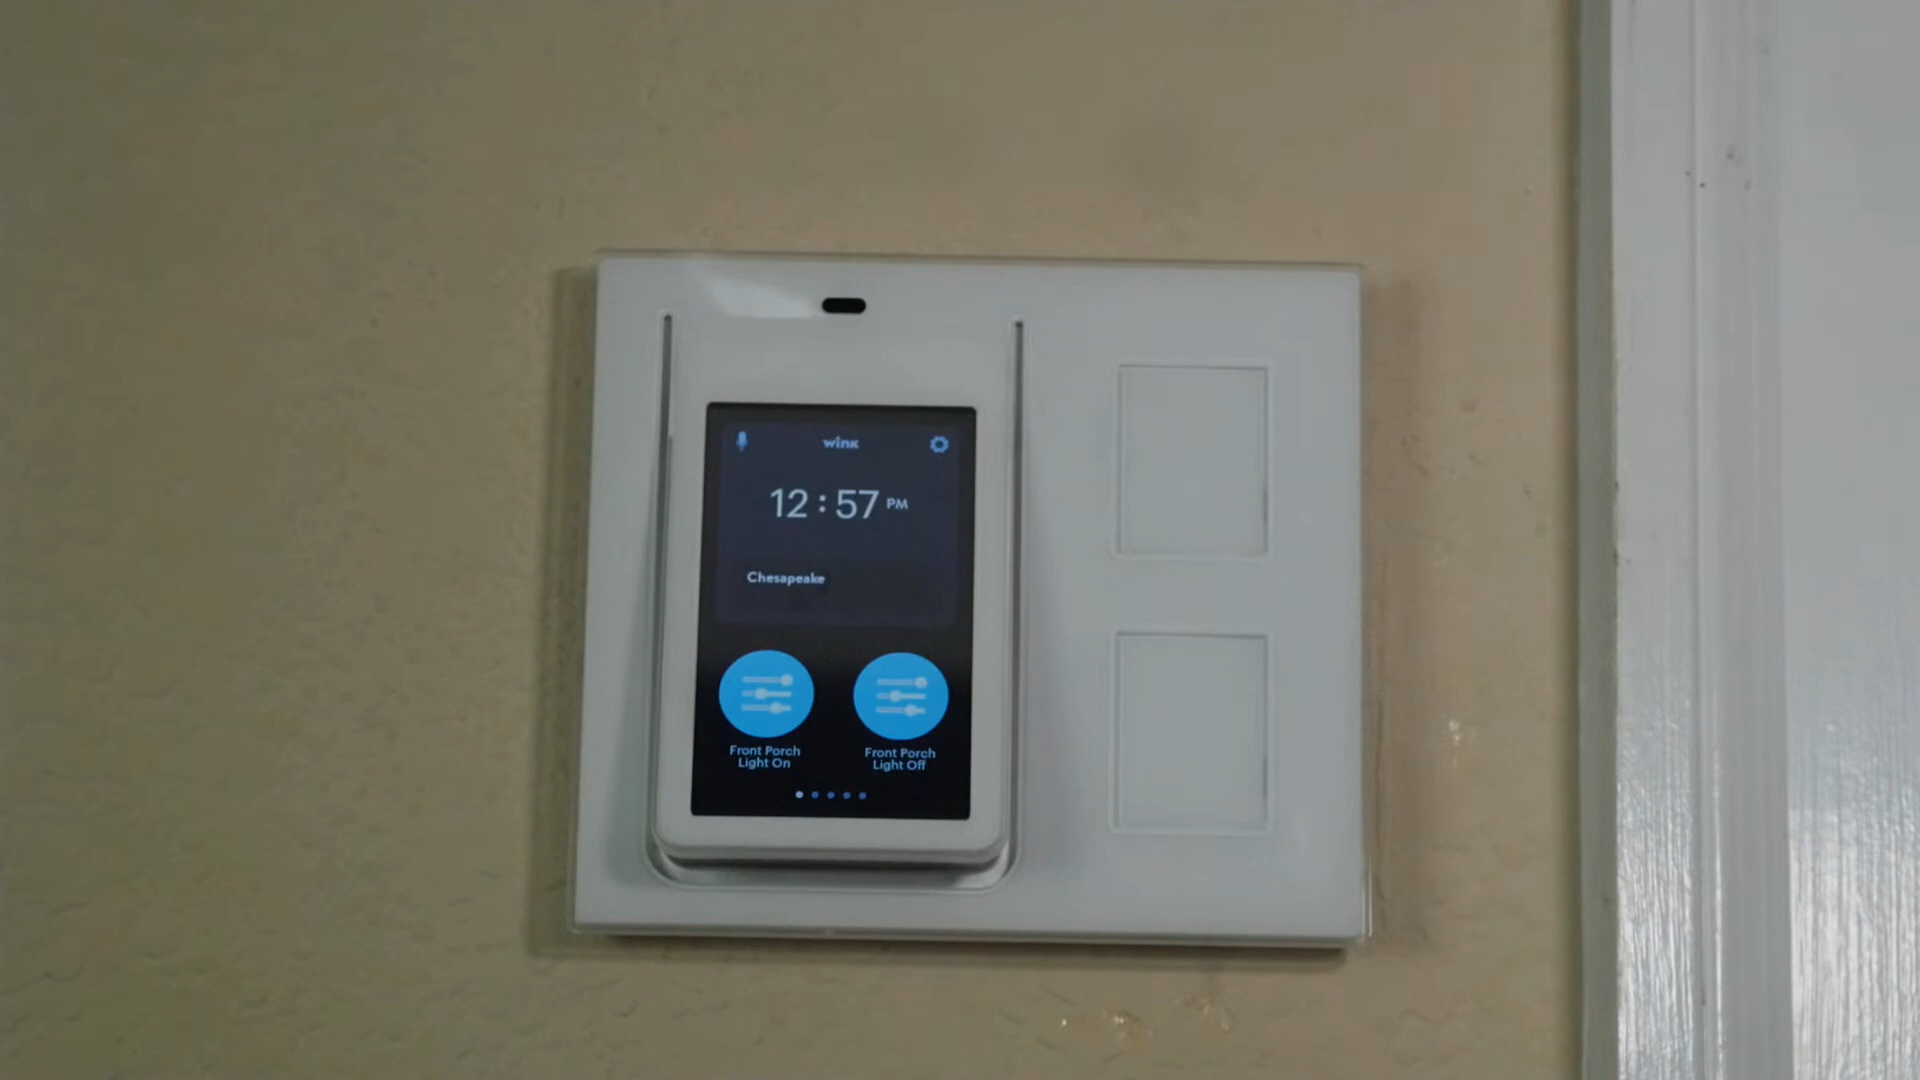 wink
12:57 PM
Chesapeake
Front Porch
Light On
Front Porch
Light Off